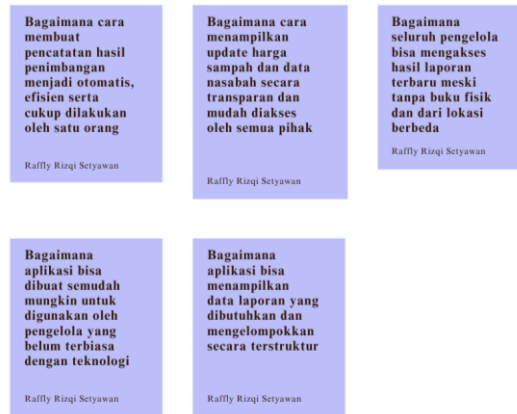 Bagaimana cara
membuat
pencatatan hasil
penimbangan
menjadi otomatis,
efisien serta
cukup dilakukan
oleh satu orang
Raffly Rizqi Setyawan
Bagaimana cara
menampilkan
update harga
sampah dan data
nasabah secara
transparan dan
mudah diakses
oleh semua pihak
Raffly Rizqi Setyawan
Bagaimana
seluruh pengelola
bisa mengakses
hasil laporan
terbaru meski
tanpa buku fisik
dan dari lokasi
berbeda
Raffly Rizqi Setyawan
Bagaimana
aplikasi bisa
dibuat semudah
mungkin untuk
digunakan oleh
pengelola yang
belum terbiasa
dengan teknologi
Raffly Rizqi Setyawan
Bagaimana
aplikasi bisa
menampilkan
data laporan yang
dibutuhkan dan
mengelompokkan
secara terstruktur
Raffly Rizqi Setyawan